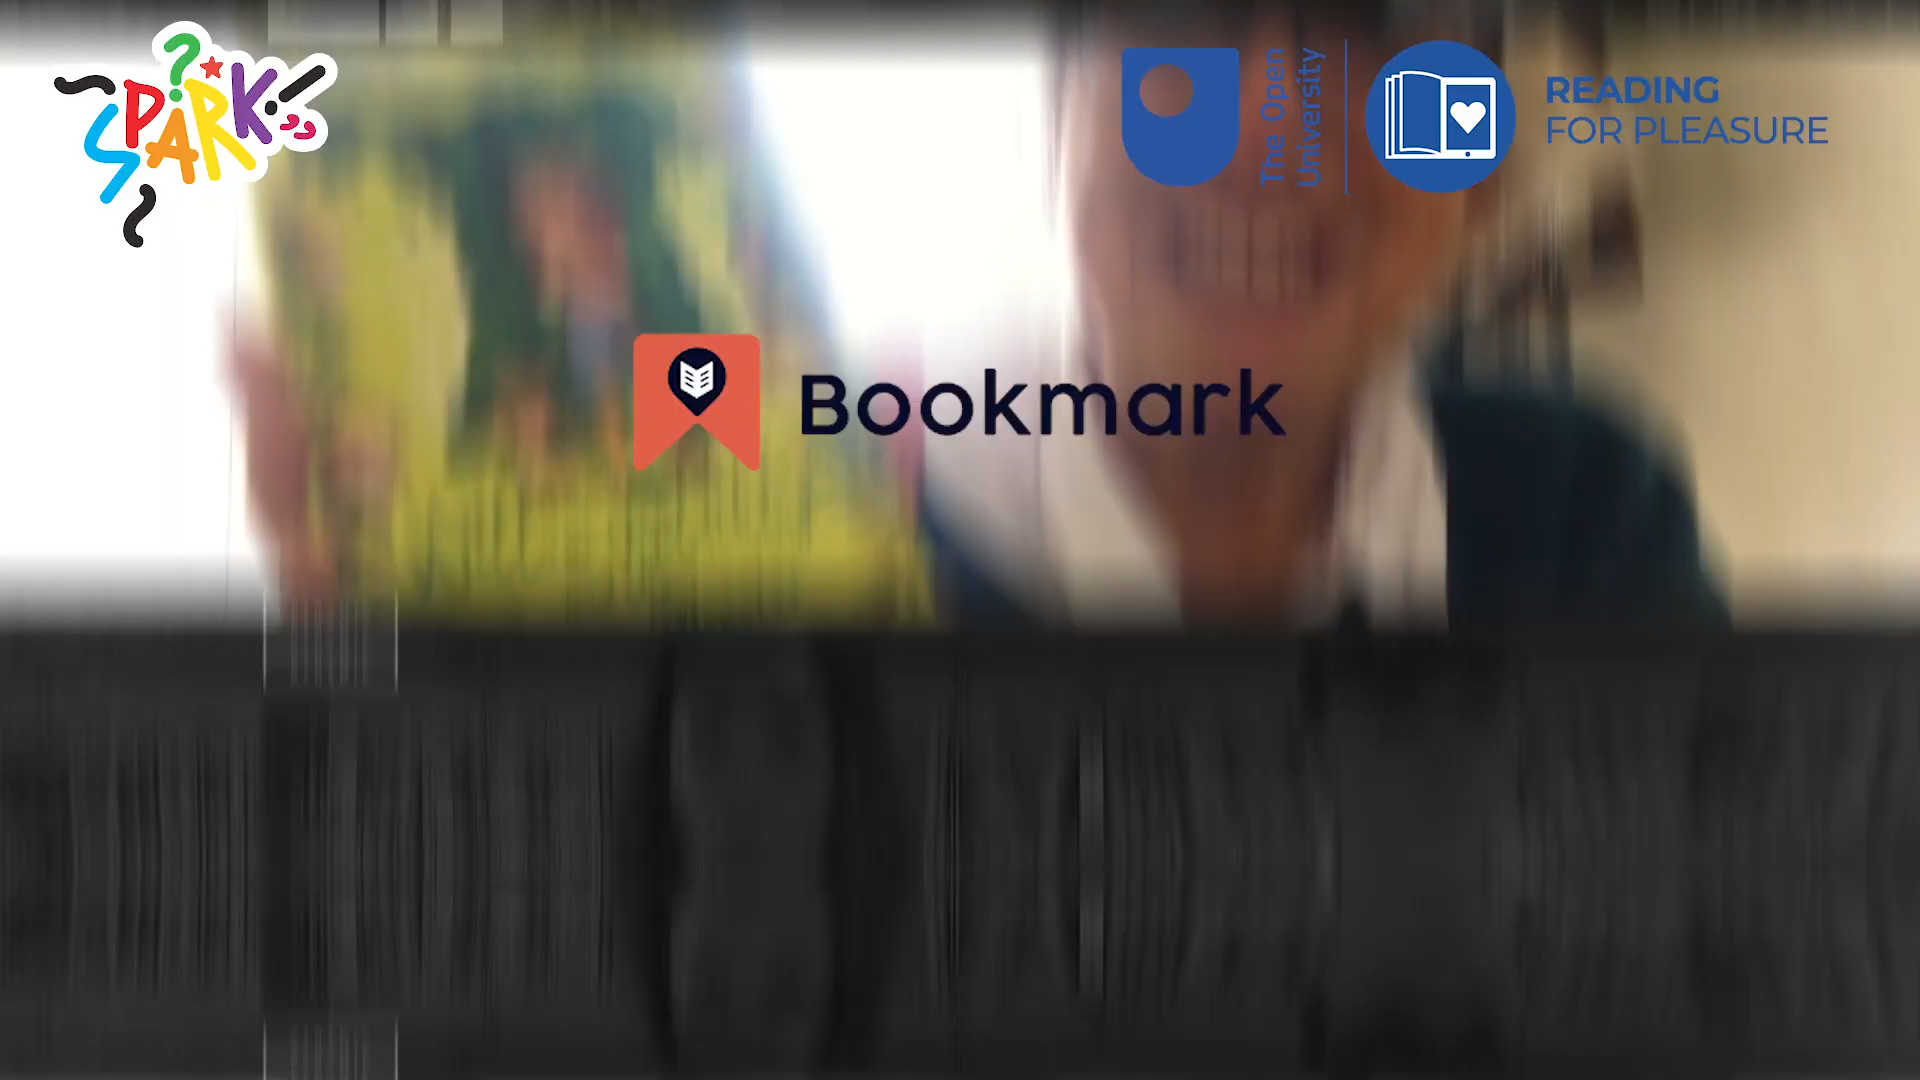 SPARK
The Open
University
READING
FOR PLEASURE
Bookmark